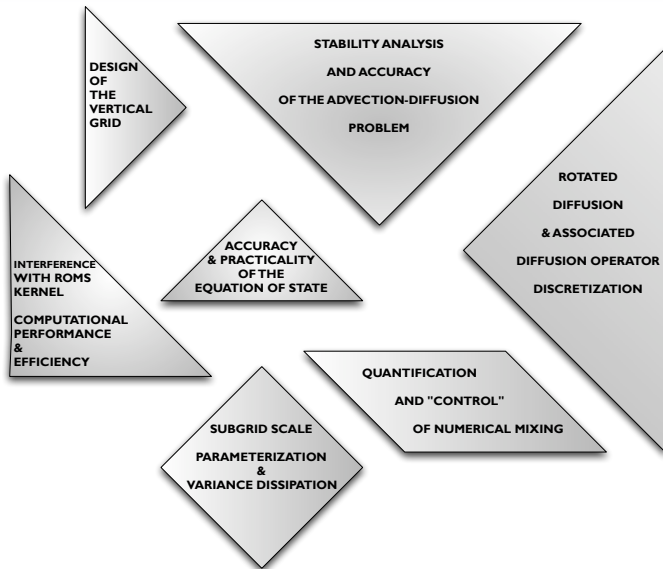 DESIGN
OF
THE
VERTICAL
GRID
STABILITY ANALYSIS
AND ACCURACY
OF THE ADVECTION-DIFFUSION
PROBLEM
ROTATED
DIFFUSION
& ASSOCIATED
DIFFUSION OPERATOR
DISCRETIZATION
ACCURACY
& PRACTICALITY
OF THE
EQUATION OF STATE
INTERFERENCE
WITH ROMS
KERNEL
COMPUTATIONAL
PERFORMANCE
&
EFFICIENCY
QUANTIFICATION
AND "CONTROL"
OF NUMERICAL MIXING
SUBGRID SCALE
PARAMETERIZATION
&
VARIANCE DISSIPATION